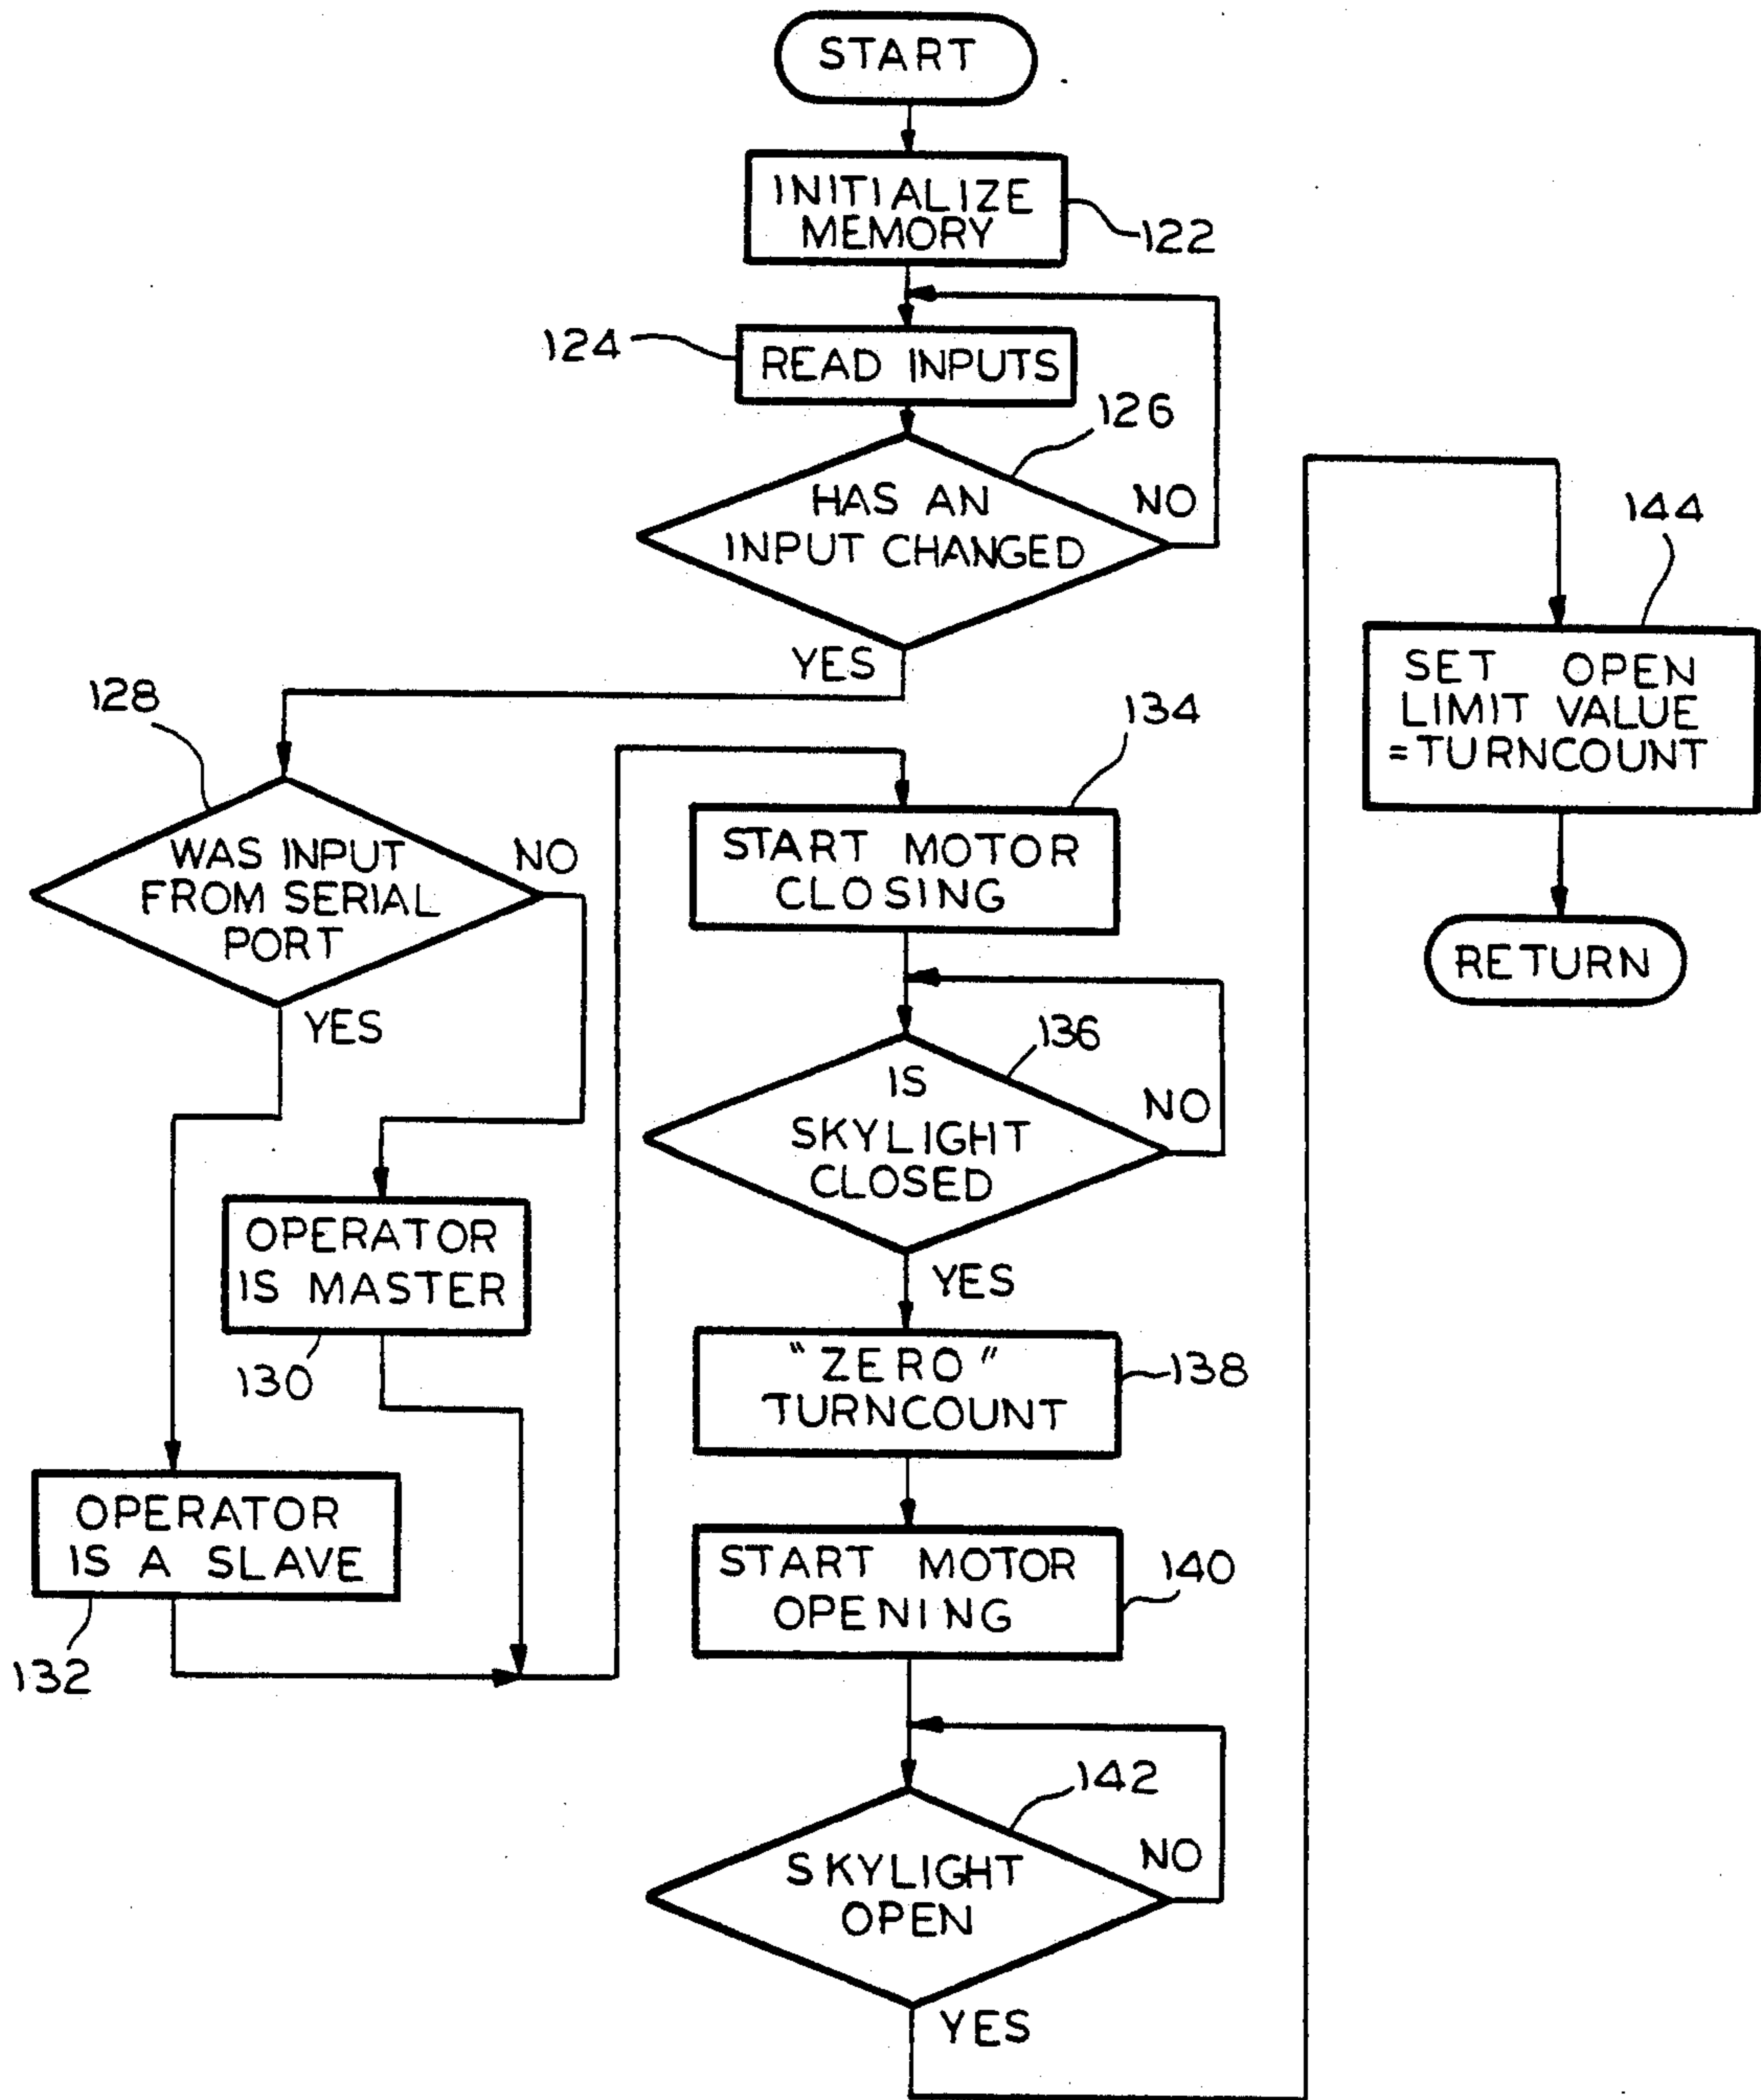 START
INITIALIZE
MEMORY
122
124
READ INPUTS
126
HAS AN
INPUT CHANGED
NO
YES
128
WAS INPUT
FROM SERIAL
PORT
NO
YES
OPERATOR
IS MASTER
130
OPERATOR
IS A SLAVE
132
134
START MOTOR
CLOSING
136
IS
SKYLIGHT
CLOSED
NO
YES
"ZERO"
TURNCOUNT
138
START MOTOR
OPENING
140
142
SKYLIGHT
OPEN
NO
YES
144
SET OPEN
LIMIT VALUE
=TURNCOUNT
RETURN